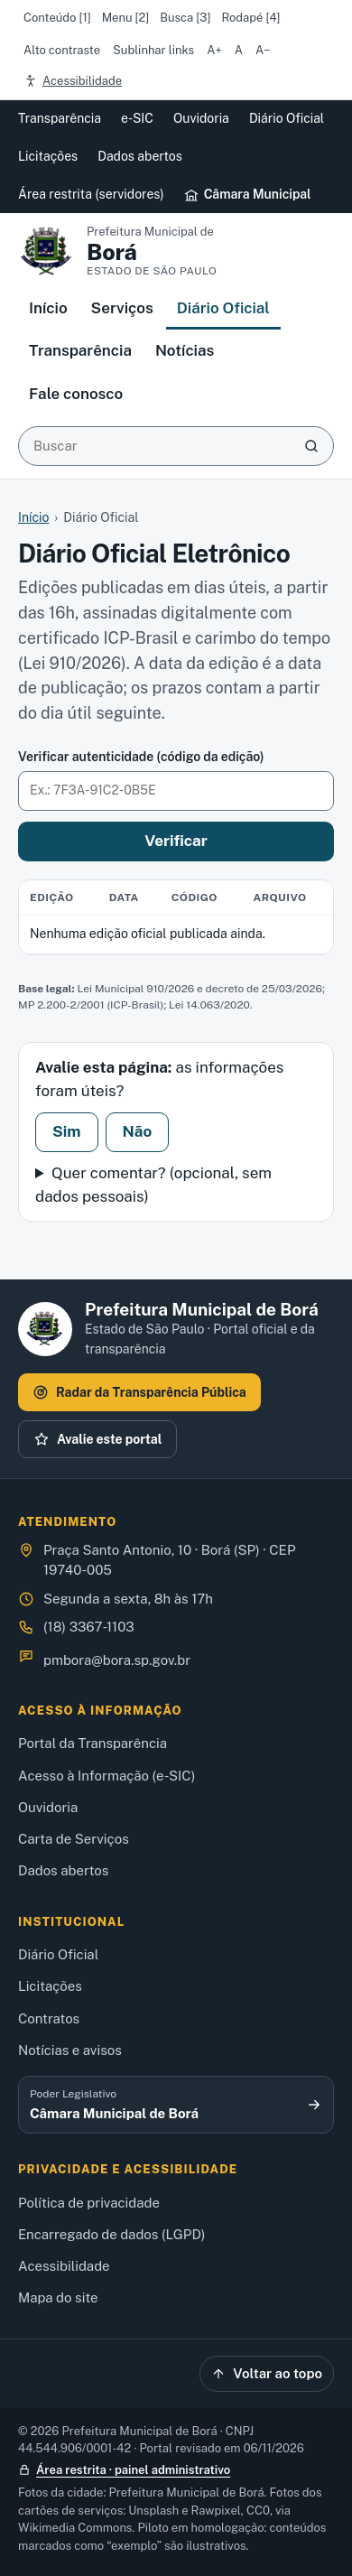 Conteúdo [1] Menu [2] Busca [3] Rodapé [4]
Alto contraste Sublinhar links A+ A A−
Acessibilidade
Transparência e-SIC Ouvidoria Diário Oficial
Licitações Dados abertos
Área restrita (servidores) Câmara Municipal
Prefeitura Municipal de
Borá
ESTADO DE SÃO PAULO
Início Serviços Diário Oficial
Transparência Notícias
Fale conosco
Buscar
Início › Diário Oficial
Diário Oficial Eletrônico
Edições publicadas em dias úteis, a partir
das 16h, assinadas digitalmente com
certificado ICP-Brasil e carimbo do tempo
(Lei 910/2026). A data da edição é a data
de publicação; os prazos contam a partir
do dia útil seguinte.
Verificar autenticidade (código da edição)
Ex.: 7F3A-91C2-0B5E
Verificar
EDIÇÃO DATA CÓDIGO ARQUIVO
Nenhuma edição oficial publicada ainda.
Base legal: Lei Municipal 910/2026 e decreto de 25/03/2026;
MP 2.200-2/2001 (ICP-Brasil); Lei 14.063/2020.
Avalie esta página: as informações
foram úteis?
Sim Não
Quer comentar? (opcional, sem
dados pessoais)
Prefeitura Municipal de Borá
Estado de São Paulo · Portal oficial e da
transparência
Radar da Transparência Pública
Avalie este portal
ATENDIMENTO
Praça Santo Antonio, 10 · Borá (SP) · CEP
19740-005
Segunda a sexta, 8h às 17h
(18) 3367-1103
pmbora@bora.sp.gov.br
ACESSO À INFORMAÇÃO
Portal da Transparência
Acesso à Informação (e-SIC)
Ouvidoria
Carta de Serviços
Dados abertos
INSTITUCIONAL
Diário Oficial
Licitações
Contratos
Notícias e avisos
Poder Legislativo
Câmara Municipal de Borá
PRIVACIDADE E ACESSIBILIDADE
Política de privacidade
Encarregado de dados (LGPD)
Acessibilidade
Mapa do site
Voltar ao topo
© 2026 Prefeitura Municipal de Borá · CNPJ
44.544.906/0001-42 · Portal revisado em 06/11/2026
Área restrita · painel administrativo
Fotos da cidade: Prefeitura Municipal de Borá. Fotos dos
cartões de serviços: Unsplash e Rawpixel, CC0, via
Wikimedia Commons. Piloto em homologação: conteúdos
marcados como “exemplo” são ilustrativos.